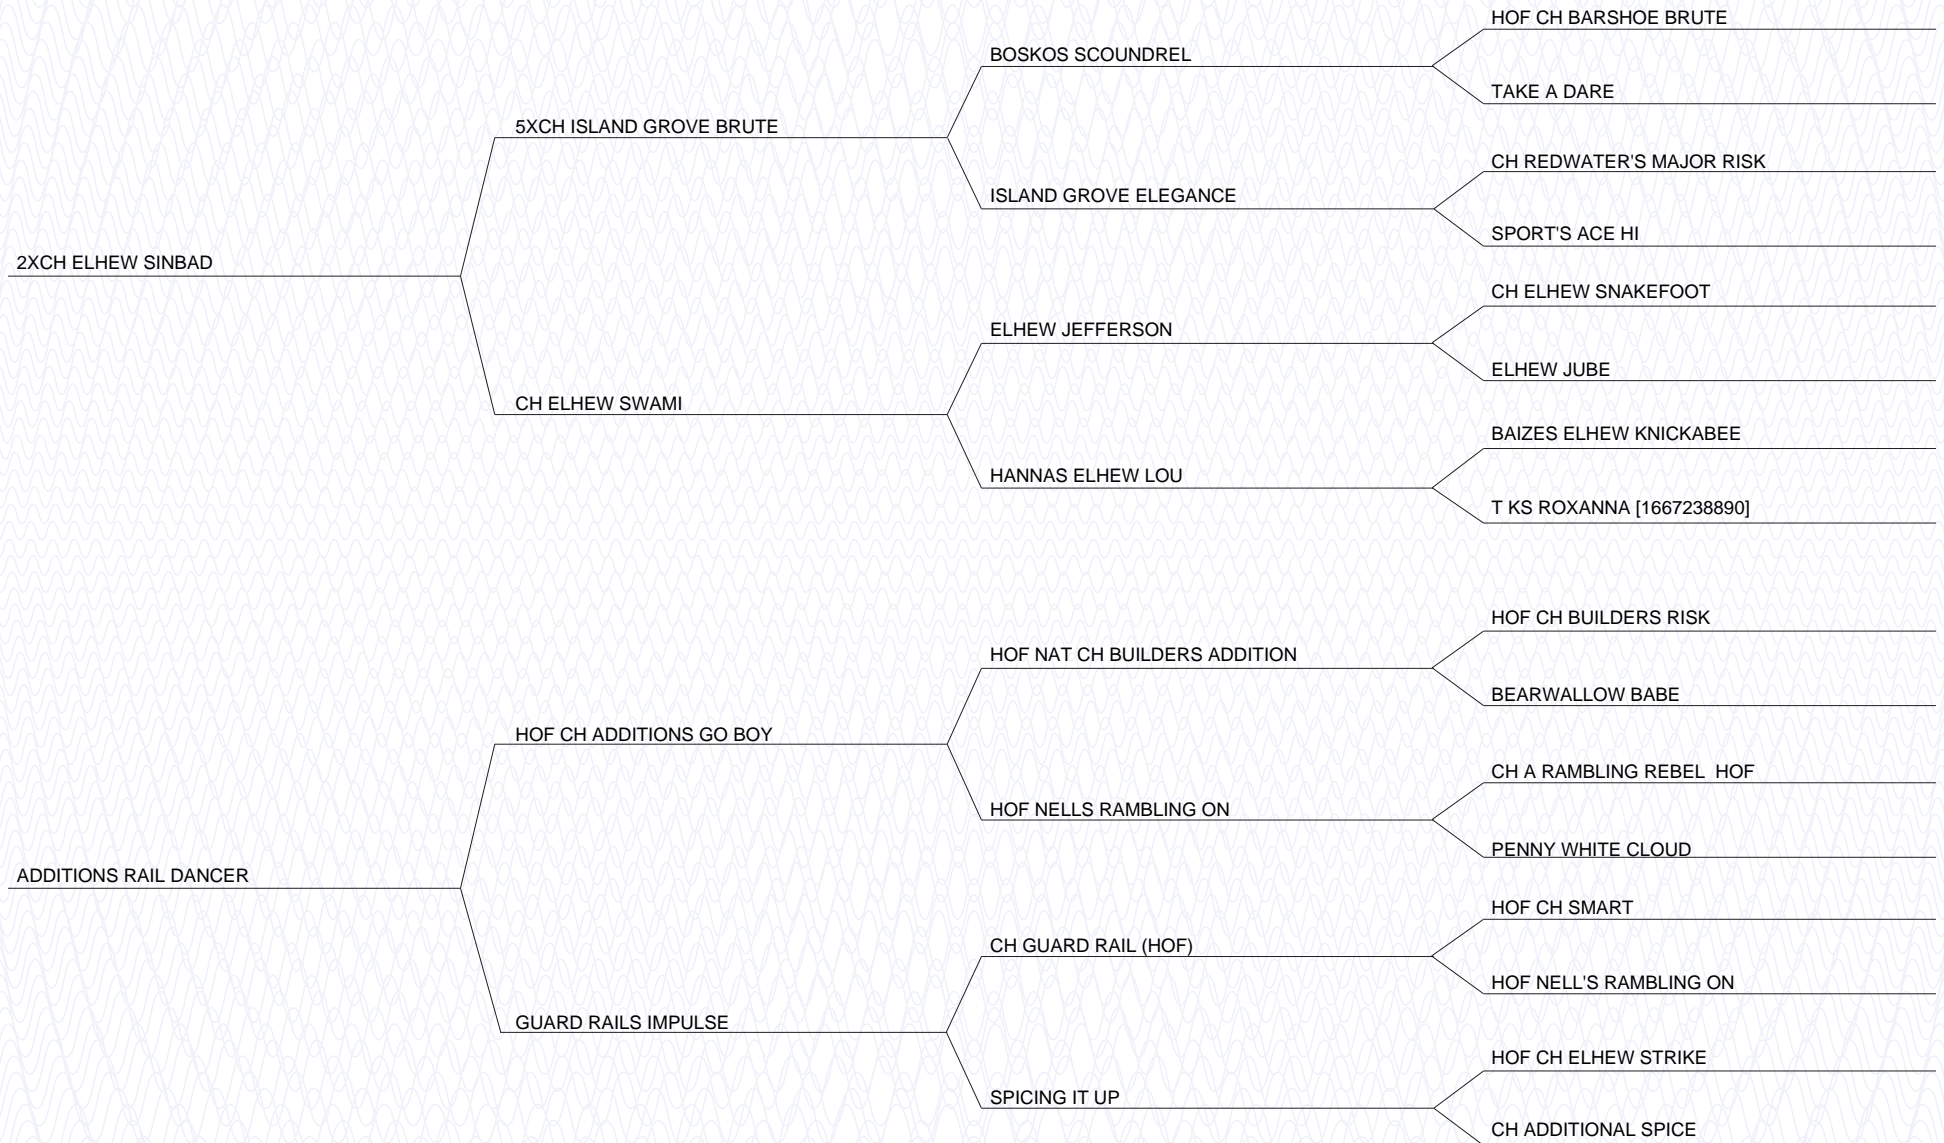 HOF CH BARSHOE BRUTE
BOSKOS SCOUNDREL
TAKE A DARE
5XCH ISLAND GROVE BRUTE
CH REDWATER'S MAJOR RISK
ISLAND GROVE ELEGANCE
SPORT'S ACE HI
2XCH ELHEW SINBAD
CH ELHEW SNAKEFOOT
ELHEW JEFFERSON
ELHEW JUBE
CH ELHEW SWAMI
BAIZES ELHEW KNICKABEE
HANNAS ELHEW LOU
T KS ROXANNA [1667238890]
HOF CH BUILDERS RISK
HOF NAT CH BUILDERS ADDITION
BEARWALLOW BABE
HOF CH ADDITIONS GO BOY
CH A RAMBLING REBEL  HOF
HOF NELLS RAMBLING ON
PENNY WHITE CLOUD
ADDITIONS RAIL DANCER
HOF CH SMART
CH GUARD RAIL (HOF)
HOF NELL'S RAMBLING ON
GUARD RAILS IMPULSE
HOF CH ELHEW STRIKE
SPICING IT UP
CH ADDITIONAL SPICE